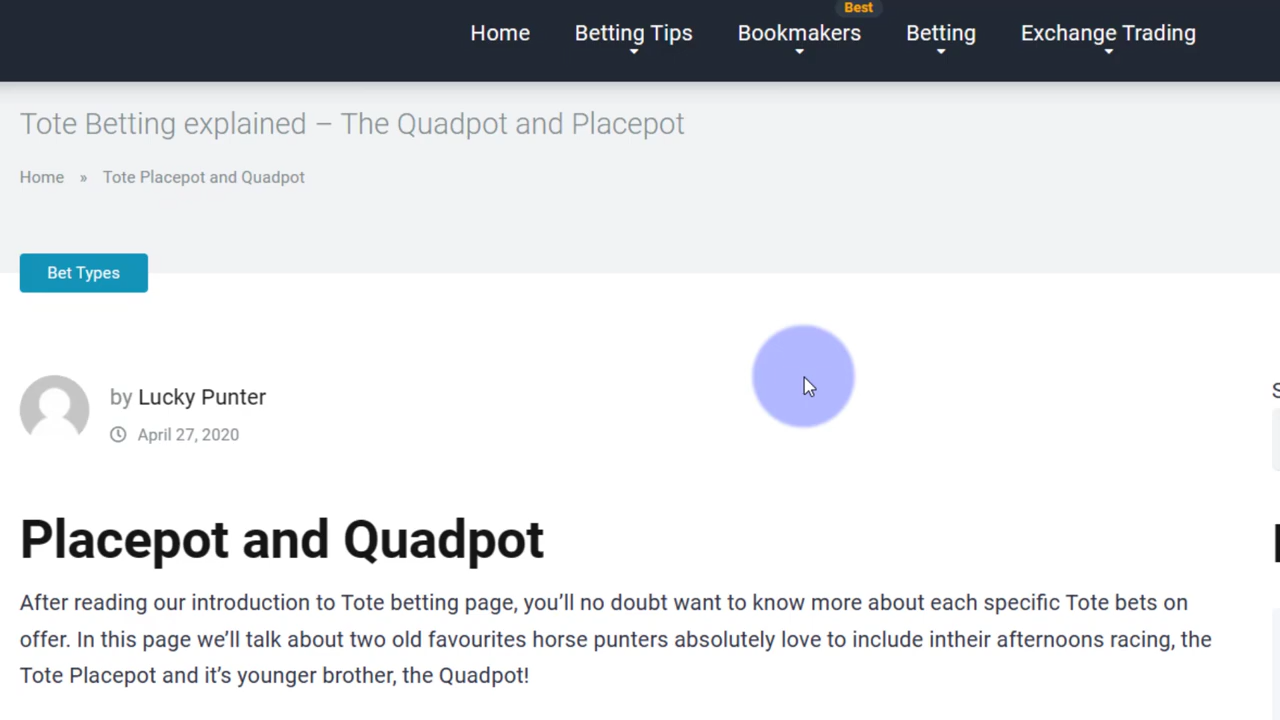 Best
Home Betting Tips Bookmakers Betting Exchange Trading
Tote Betting explained – The Quadpot and Placepot
Home » Tote Placepot and Quadpot
Bet Types
by Lucky Punter
April 27, 2020
Placepot and Quadpot
After reading our introduction to Tote betting page, you’ll no doubt want to know more about each specific Tote bets on
offer. In this page we’ll talk about two old favourites horse punters absolutely love to include intheir afternoons racing, the
Tote Placepot and it’s younger brother, the Quadpot!